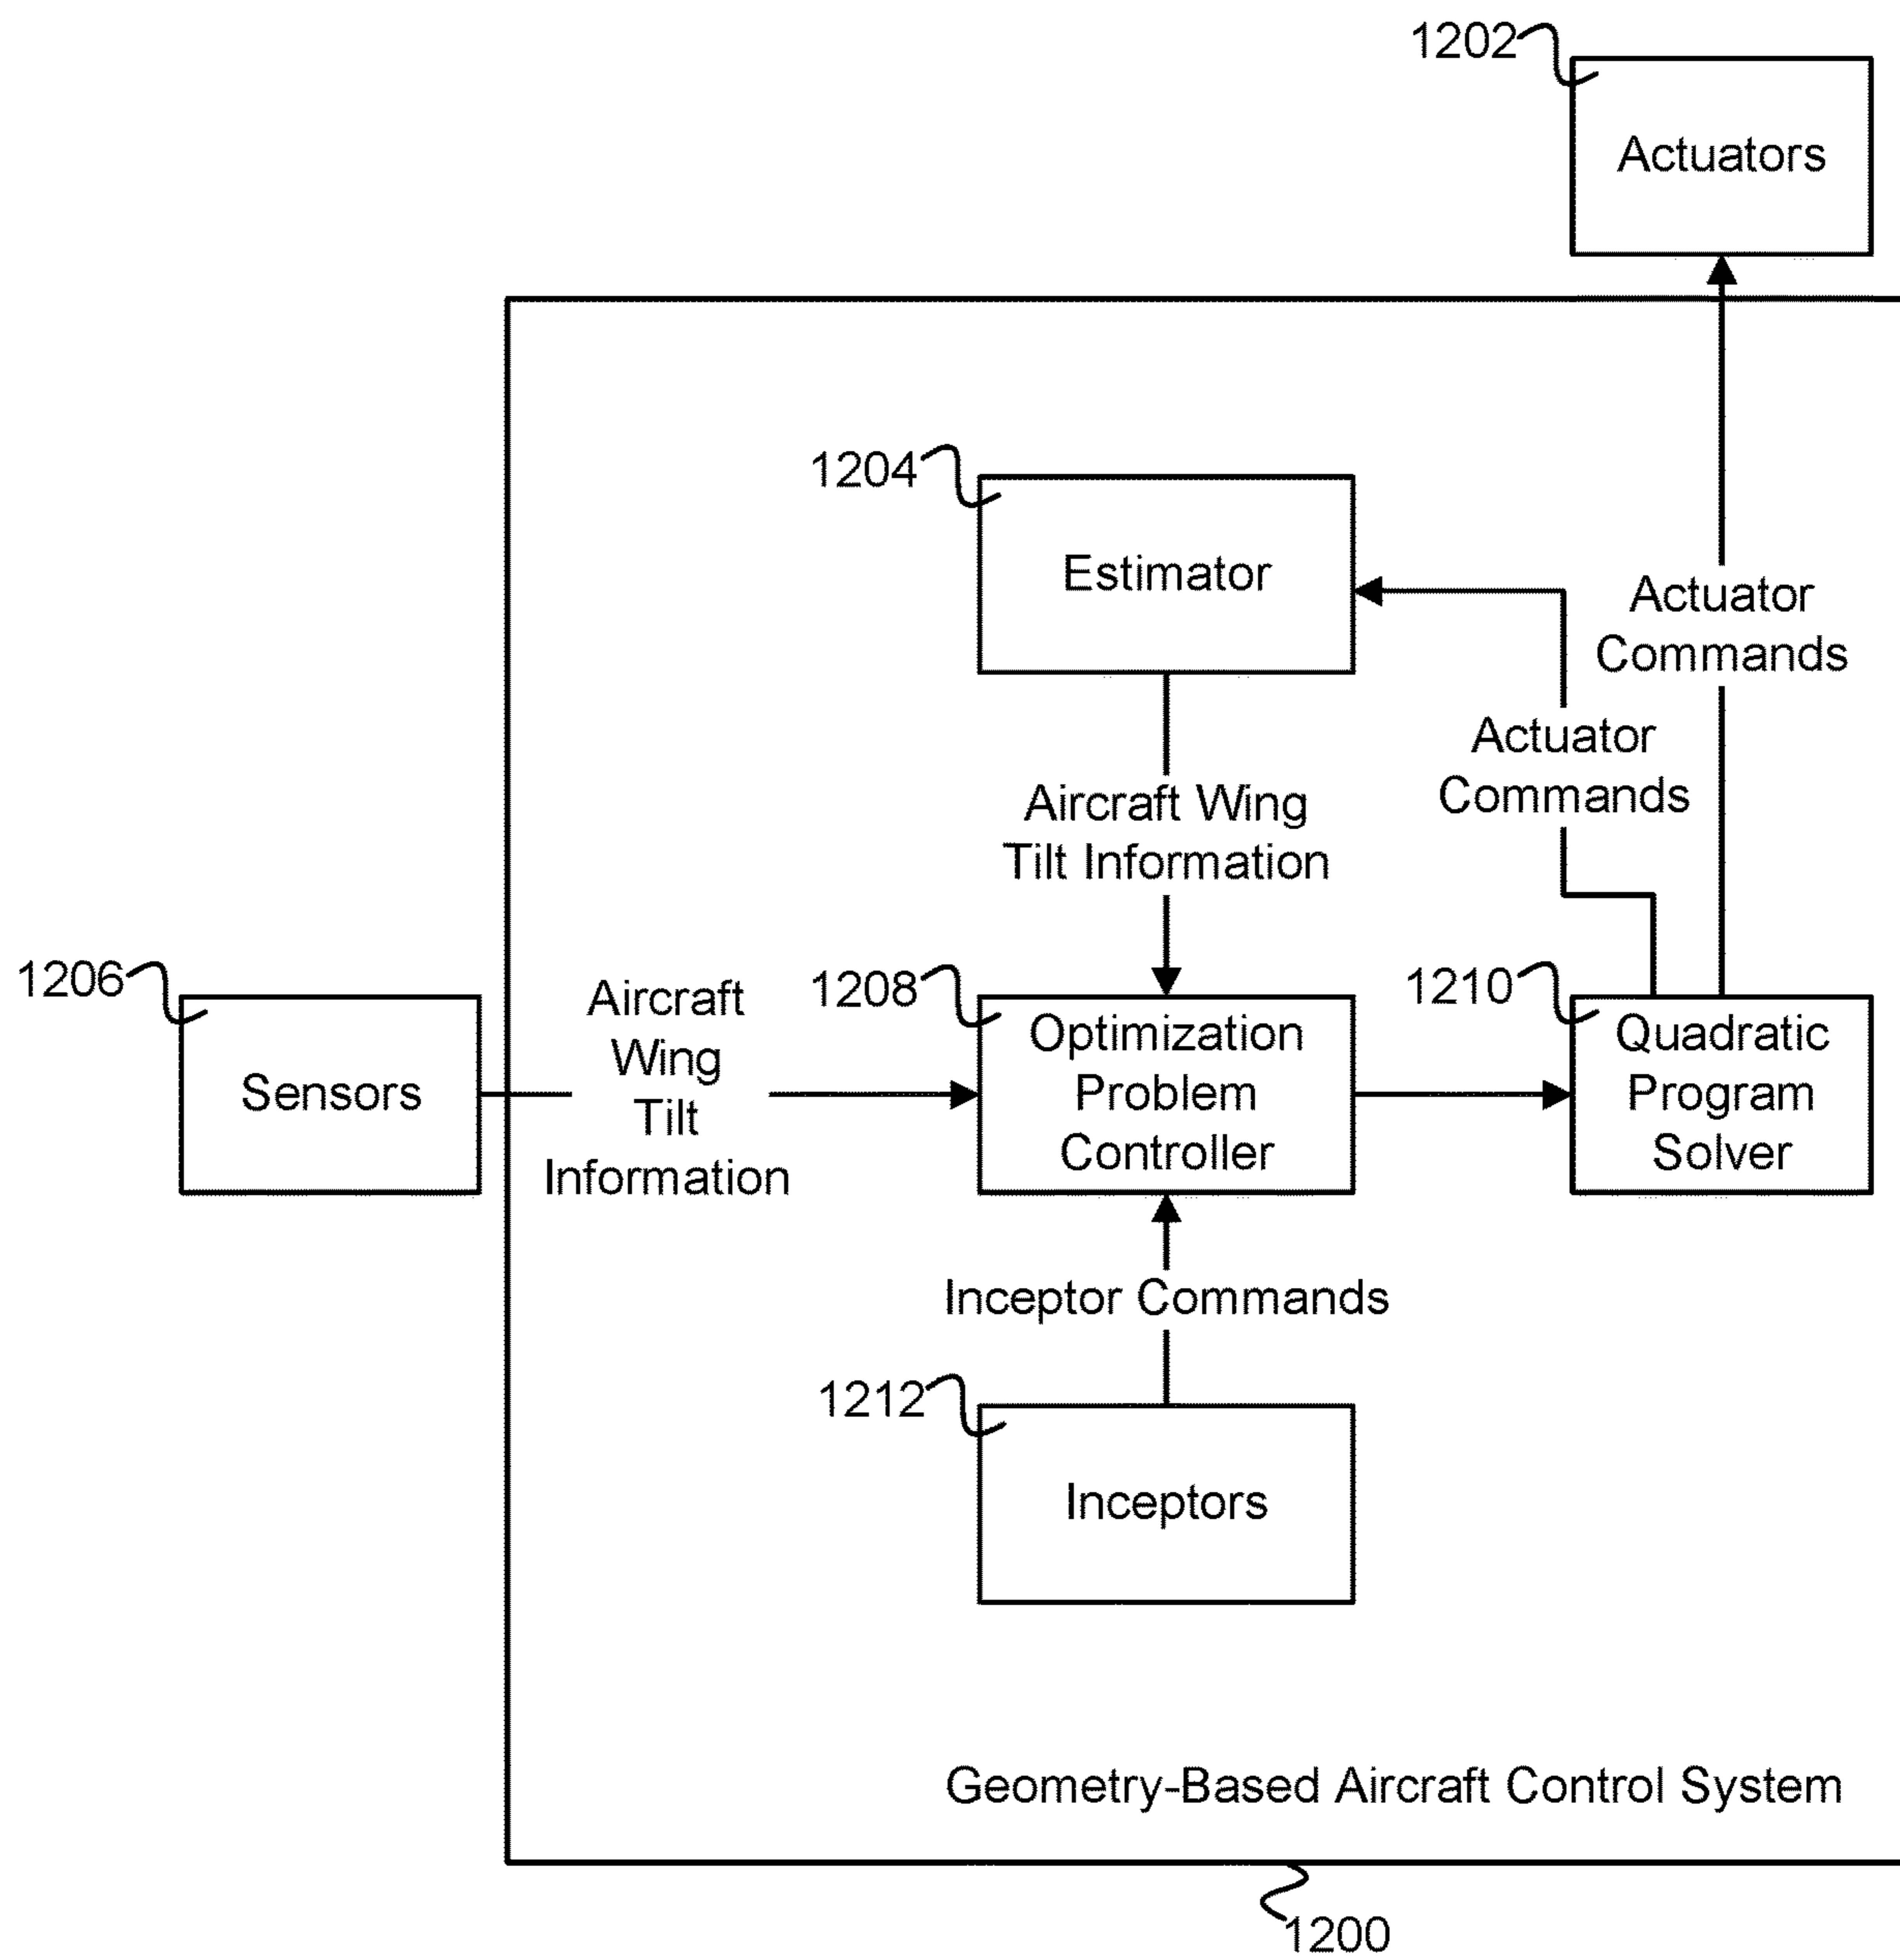 1202
Actuators
1204
Estimator
Actuator
Commands
Actuator
Commands
Aircraft Wing
Tilt Information
1206
Sensors
Aircraft
Wing
Tilt
Information
1208
Optimization
Problem
Controller
1210
Quadratic
Program
Solver
Inceptor Commands
1212
Inceptors
Geometry-Based Aircraft Control System
1200